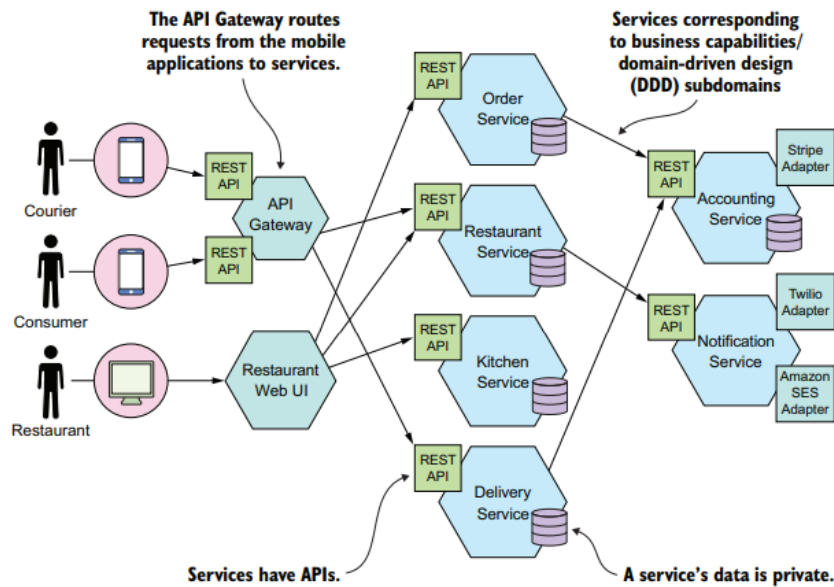 The API Gateway routes
requests from the mobile
applications to services.
Services corresponding
to business capabilities/
domain-driven design
(DDD) subdomains
REST
API
Order
Service
Stripe
Adapter
REST
API
Courier
REST
API
API
Gateway
REST
API
Restaurant
Service
REST
API
Accounting
Service
REST
API
Consumer
Twilio
Adapter
REST
API
Notification
Service
REST
API
Kitchen
Service
Restaurant
Web UI
Amazon
SES
Adapter
Restaurant
REST
API
Delivery
Service
Services have APIs.
A service's data is private.